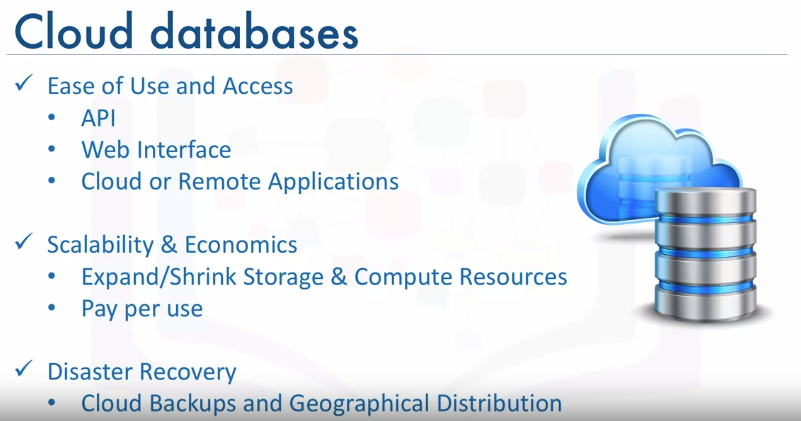 Cloud databases
✓ Ease of Use and Access
• API
• Web Interface
• Cloud or Remote Applications
✓ Scalability & Economics
• Expand/Shrink Storage & Compute Resources
• Pay per use
✓ Disaster Recovery
• Cloud Backups and Geographical Distribution